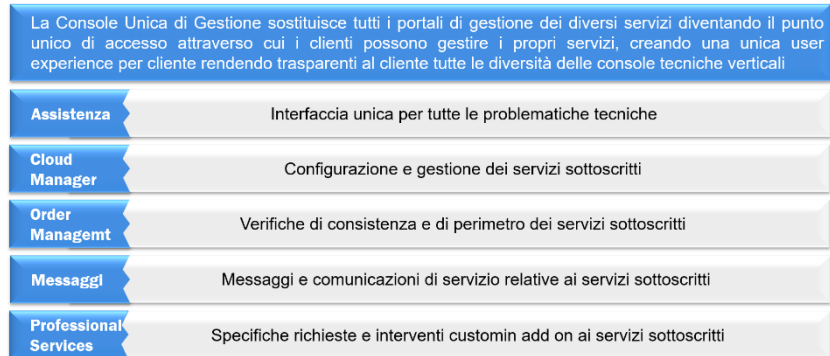 La Console Unica di Gestione sostituisce tutti i portali di gestione dei diversi servizi diventando il punto
unico di accesso attraverso cui i clienti possono gestire i propri servizi, creando una unica user
experience per cliente rendendo trasparenti al cliente tutte le diversità delle console tecniche verticali
Assistenza
Interfaccia unica per tutte le problematiche tecniche
Cloud
Manager
Configurazione e gestione dei servizi sottoscritti
Order
Managemt
Verifiche di consistenza e di perimetro dei servizi sottoscritti
Messaggi
Messaggi e comunicazioni di servizio relative ai servizi sottoscritti
Professional
Services
Specifiche richieste e interventi customin add on ai servizi sottoscritti